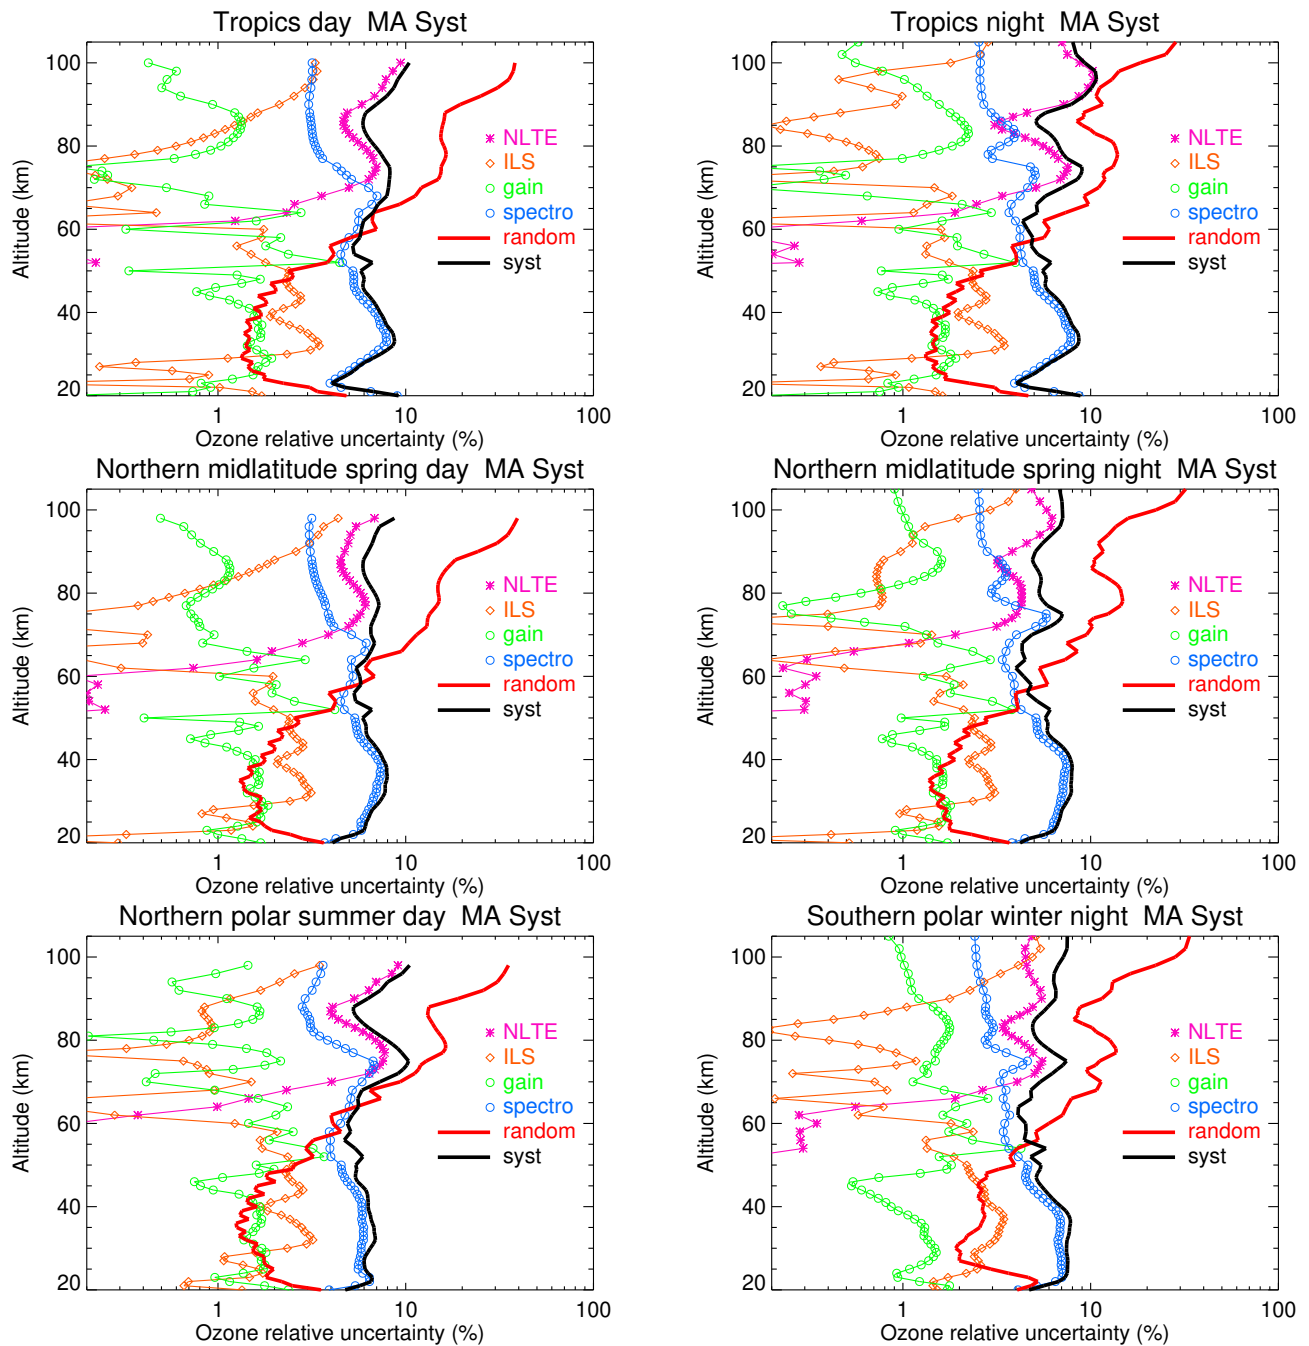 Tropics day  MA Syst
100
80
60
40
20
Altitude (km)
NLTE
ILS
gain
spectro
random
syst
1
10
100
Ozone relative uncertainty (%)
Tropics night  MA Syst
100
80
60
40
20
Altitude (km)
NLTE
ILS
gain
spectro
random
syst
1
10
100
Ozone relative uncertainty (%)
Northern midlatitude spring day  MA Syst
100
80
60
40
20
Altitude (km)
NLTE
ILS
gain
spectro
random
syst
1
10
100
Ozone relative uncertainty (%)
Northern midlatitude spring night  MA Syst
100
80
60
40
20
Altitude (km)
NLTE
ILS
gain
spectro
random
syst
1
10
100
Ozone relative uncertainty (%)
Northern polar summer day  MA Syst
100
80
60
40
20
Altitude (km)
NLTE
ILS
gain
spectro
random
syst
1
10
100
Ozone relative uncertainty (%)
Southern polar winter night  MA Syst
100
80
60
40
20
Altitude (km)
NLTE
ILS
gain
spectro
random
syst
1
10
100
Ozone relative uncertainty (%)